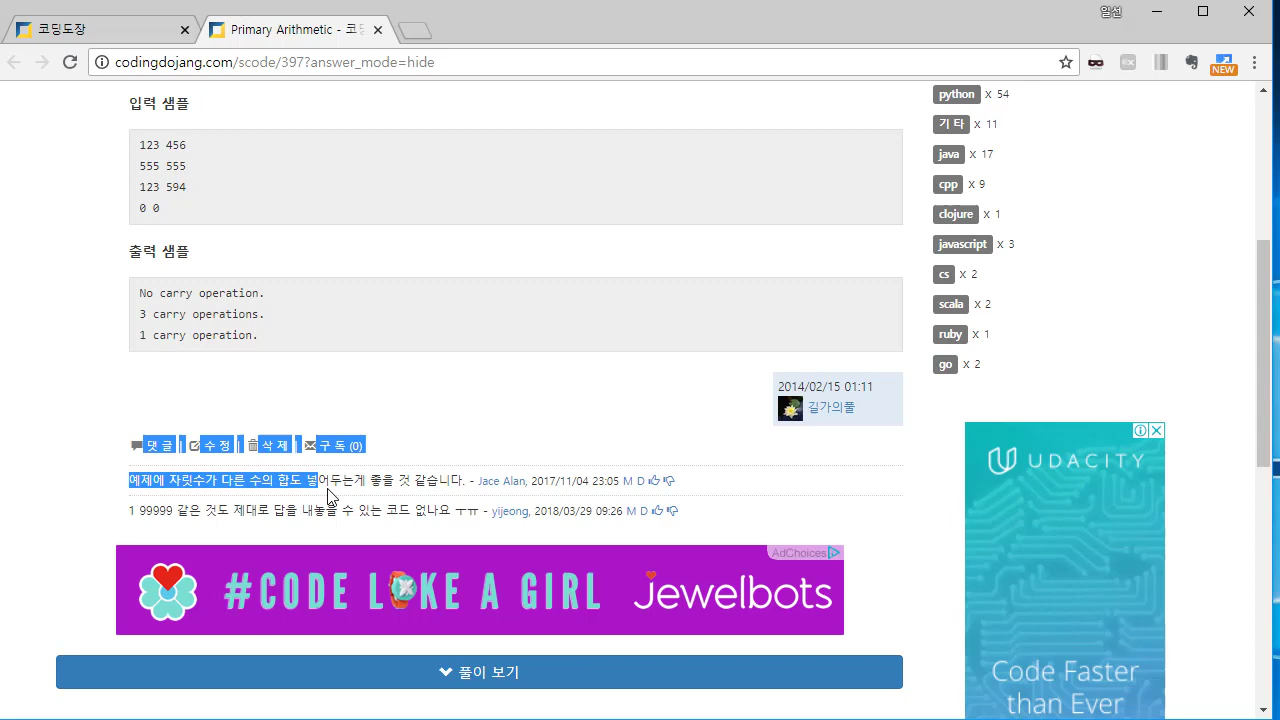 코딩도장
Primary Arithmetic - 코딩
일선
codingdojang.com/scode/397?answer_mode=hide
NEW
입력 샘플
123 456
555 555
123 594
0 0
출력 샘플
No carry operation.
3 carry operations.
1 carry operation.
2014/02/15 01:11
길가의풀
댓글 | 수정 | 삭제 | 구독 (0)
예제에 자릿수가 다른 수의 합도 넣어두는게 좋을 것 같습니다. - Jace Alan, 2017/11/04 23:05 M D
1 99999 같은 것도 제대로 답을 내놓을 수 있는 코드 없나요 ㅜㅠ - yijeong, 2018/03/29 09:26 M D
AdChoices
#CODE LIKE A GIRL
Jewelbots
풀이 보기
python x 54
기타 x 11
java x 17
cpp x 9
clojure x 1
javascript x 3
cs x 2
scala x 2
ruby x 1
go x 2
UDACITY
Code Faster
than Ever